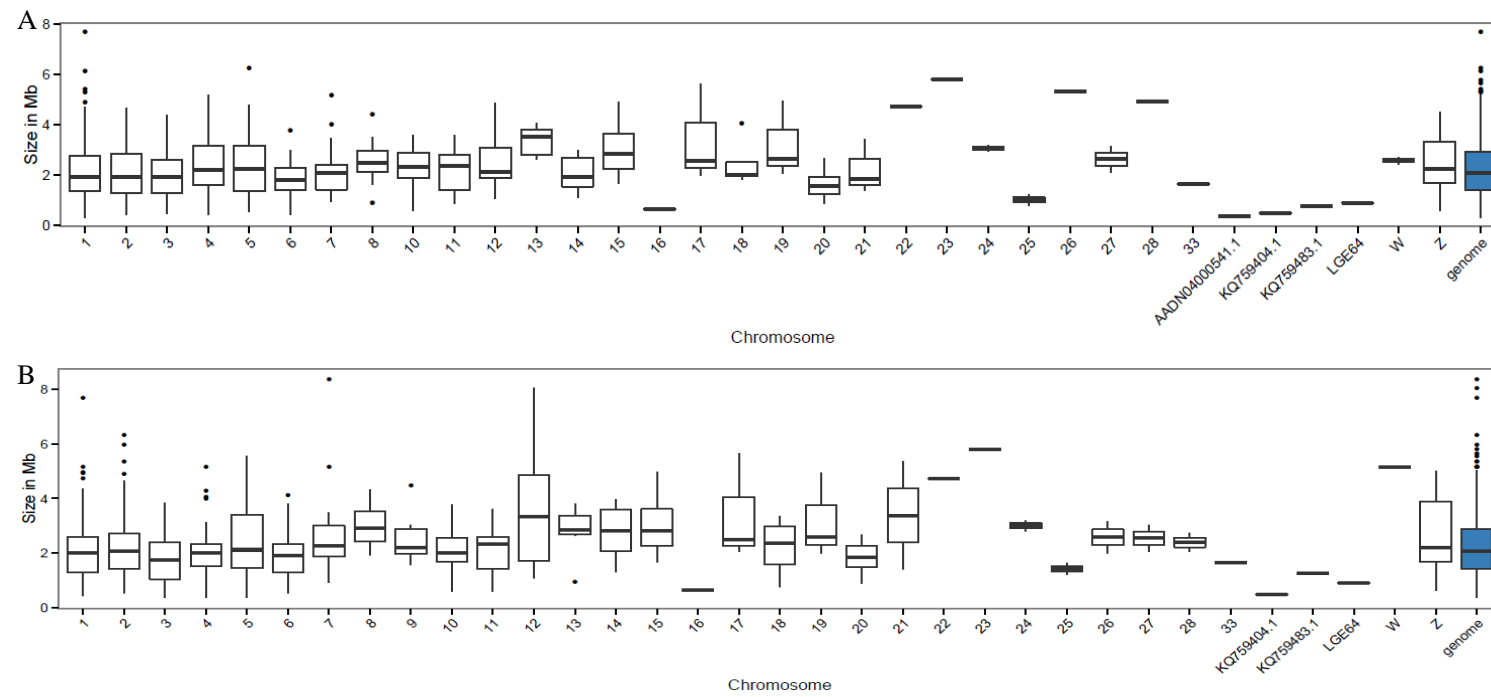 A
Size in Mb
8
6
4
2
0
1 2 3 4 5 6 7 8 10 11 12 13 14 15 16 17 18 19 20 21 22 23 24 25 26 27 28 33 AADN04000541.1 KQ759404.1 KQ759483.1 LGE64 W Z genome
Chromosome
B
Size in Mb
8
6
4
2
0
1 2 3 4 5 6 7 8 9 10 11 12 13 14 15 16 17 18 19 20 21 22 23 24 25 26 27 28 33 KQ759404.1 KQ759483.1 LGE64 W Z genome
Chromosome